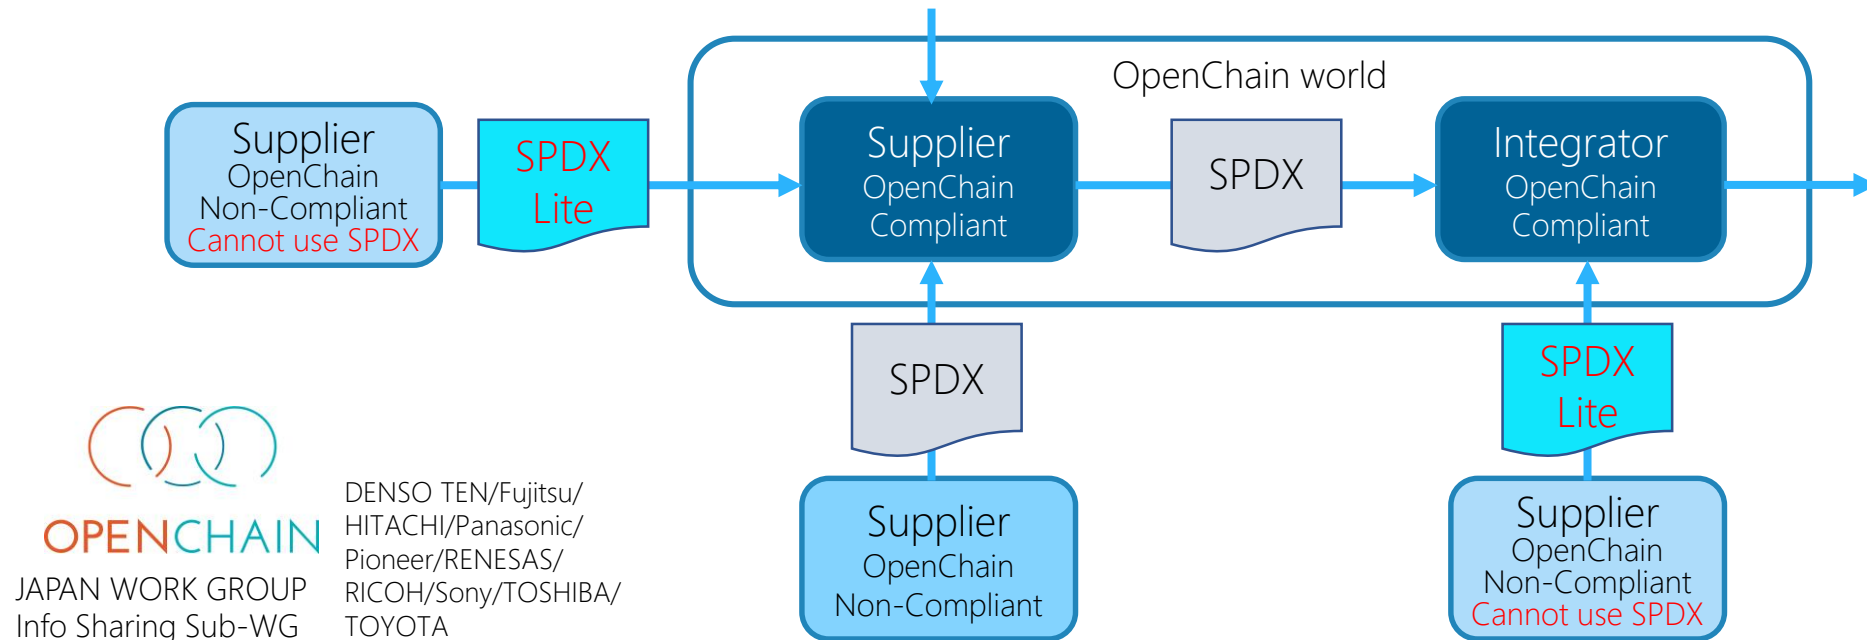 OpenChain world
Supplier
OpenChain
Non-Compliant
Cannot use SPDX
SPDX
Lite
Supplier
OpenChain
Compliant
SPDX
Integrator
OpenChain
Compliant
SPDX
SPDX
Lite
Supplier
OpenChain
Non-Compliant
Supplier
OpenChain
Non-Compliant
Cannot use SPDX
OPENCHAIN
JAPAN WORK GROUP
Info Sharing Sub-WG
DENSO TEN/Fujitsu/
HITACHI/Panasonic/
Pioneer/RENESAS/
RICOH/Sony/TOSHIBA/
TOYOTA